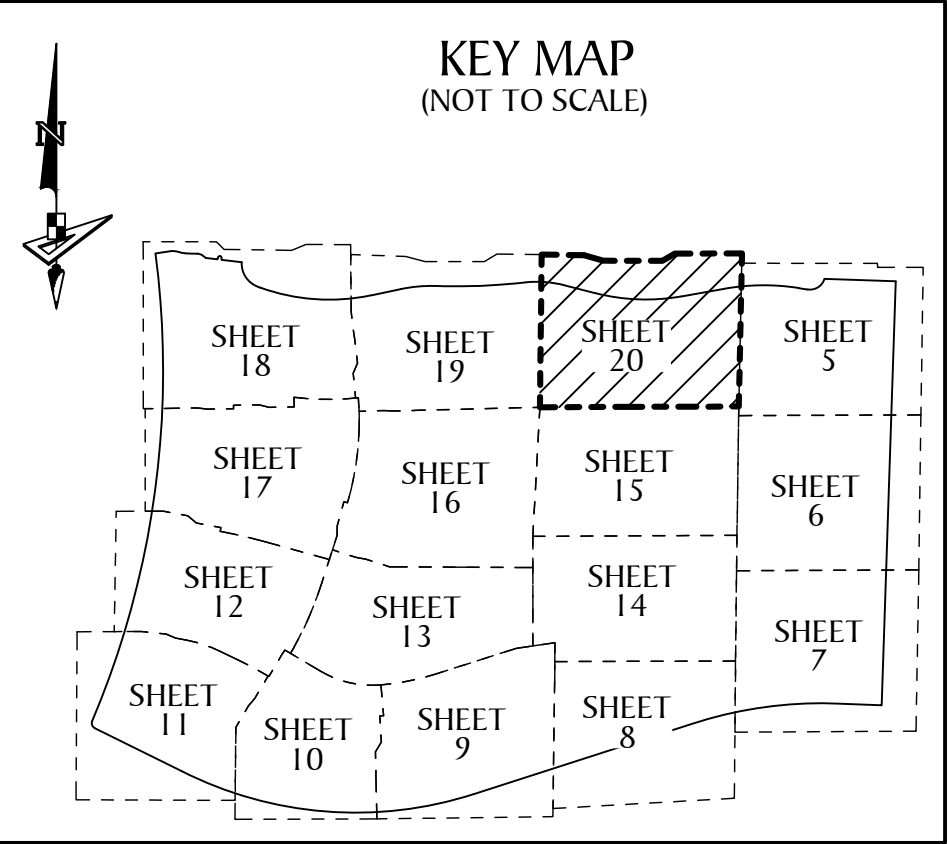 KEY MAP
(NOT TO SCALE)
N
SHEET
18
SHEET
19
SHEET
20
SHEET
5
SHEET
17
SHEET
16
SHEET
15
SHEET
6
SHEET
12
SHEET
13
SHEET
14
SHEET
7
SHEET
11
SHEET
10
SHEET
9
SHEET
8